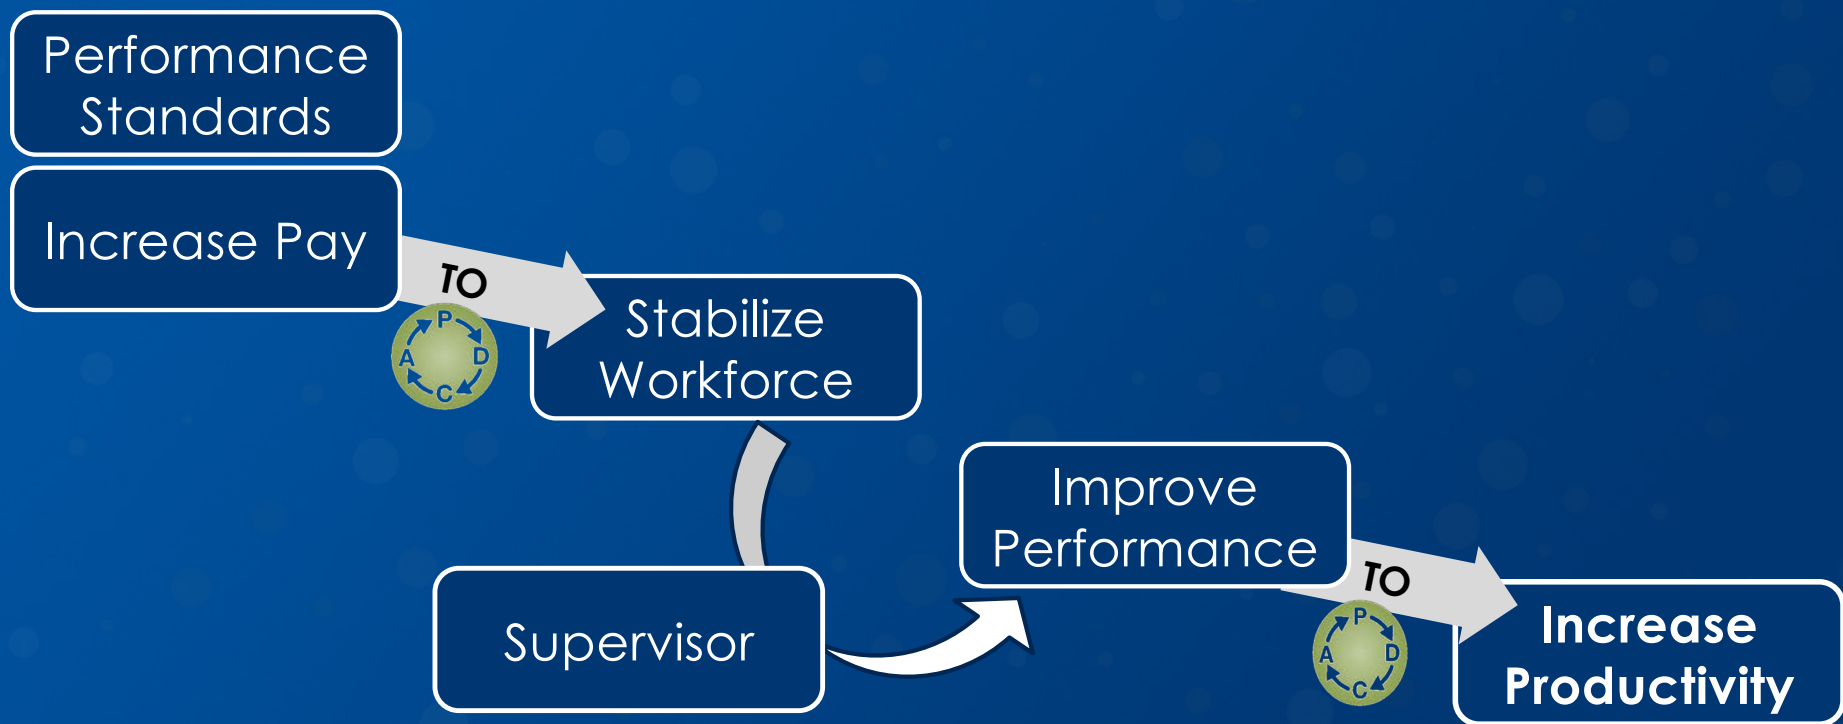 Performance
Standards
Increase Pay
TO
P
D
C
A
Stabilize
Workforce
Supervisor
Improve
Performance
TO
P
D
C
A
Increase
Productivity